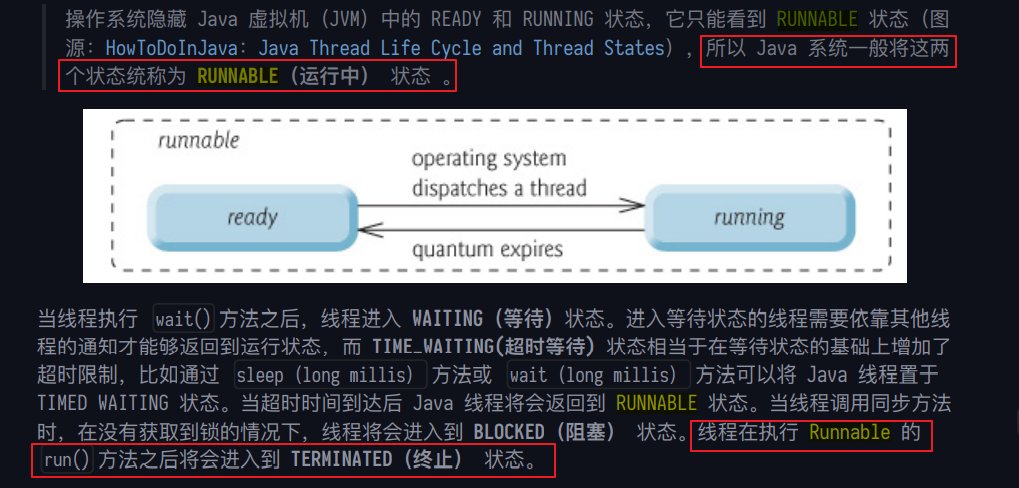 操作系统隐藏 Java 虚拟机（JVM）中的 READY 和 RUNNING 状态，它只能看到 RUNNABLE 状态（图
源：HowToDoInJava：Java Thread Life Cycle and Thread States），所以 Java 系统一般将这两
个状态统称为 RUNNABLE（运行中） 状态 。
runnable
operating system
dispatches a thread
ready
running
quantum expires
当线程执行 wait()方法之后，线程进入 WAITING（等待）状态。进入等待状态的线程需要依靠其他线
程的通知才能够返回到运行状态，而 TIME_WAITING(超时等待) 状态相当于在等待状态的基础上增加了
超时限制，比如通过 sleep（long millis）方法或 wait（long millis）方法可以将 Java 线程置于
TIMED WAITING 状态。当超时时间到达后 Java 线程将会返回到 RUNNABLE 状态。当线程调用同步方法
时，在没有获取到锁的情况下，线程将会进入到 BLOCKED（阻塞） 状态。线程在执行 Runnable 的
run()方法之后将会进入到 TERMINATED（终止） 状态。